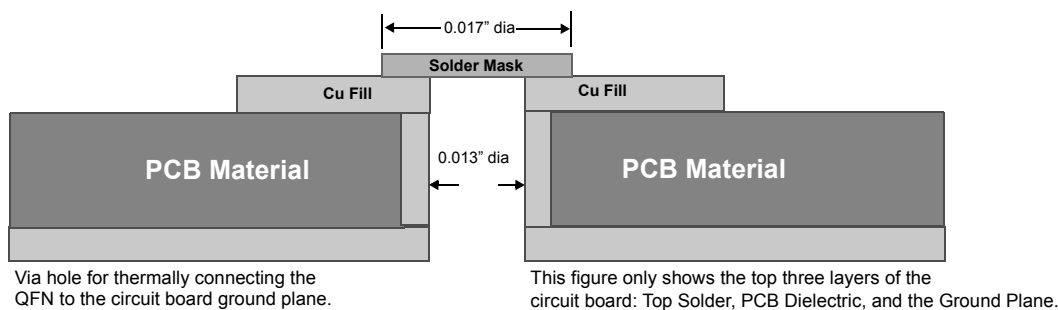 0.017" dia
Solder Mask
Cu Fill
Cu Fill
0.013" dia
PCB Material
PCB Material
Via hole for thermally connecting the
QFN to the circuit board ground plane.
This figure only shows the top three layers of the
circuit board: Top Solder, PCB Dielectric, and the Ground Plane.